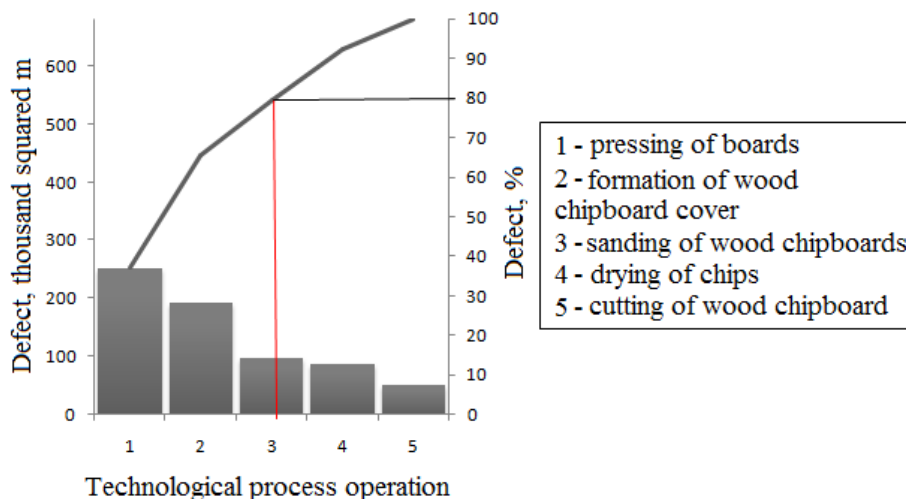 Defect, thousand squared m
600
500
400
300
200
100
0
1 2 3 4 5
Technological process operation
100
90
80
70
60
50
40
30
20
10
0
Defect, %
1 - pressing of boards
2 - formation of wood
chipboard cover
3 - sanding of wood chipboards
4 - drying of chips
5 - cutting of wood chipboard